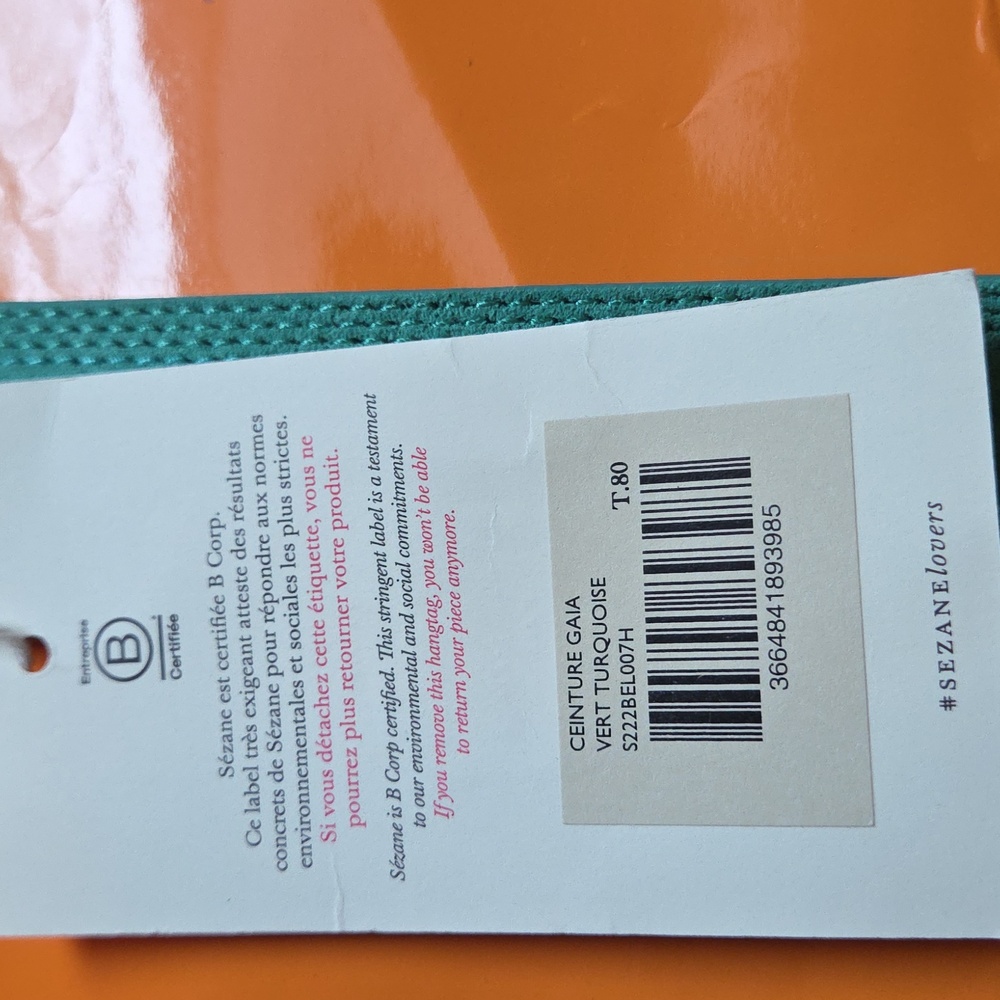 Entreprise
B
Certifiée
Sézane est certifiée B Corp.
Ce label très exigeant atteste des résultats
concrets de Sézane pour répondre aux normes
environnementales et sociales les plus strictes.
Si vous détachez cette étiquette, vous ne
pourrez plus retourner votre produit.
Sézane is B Corp certified. This stringent label is a testament
to our environmental and social commitments.
If you remove this hangtag, you won't be able
to return your piece anymore.
CEINTURE GAIA
VERT TURQUOISE
S222BEL007H T.80
3664841893985
#SEZANElovers